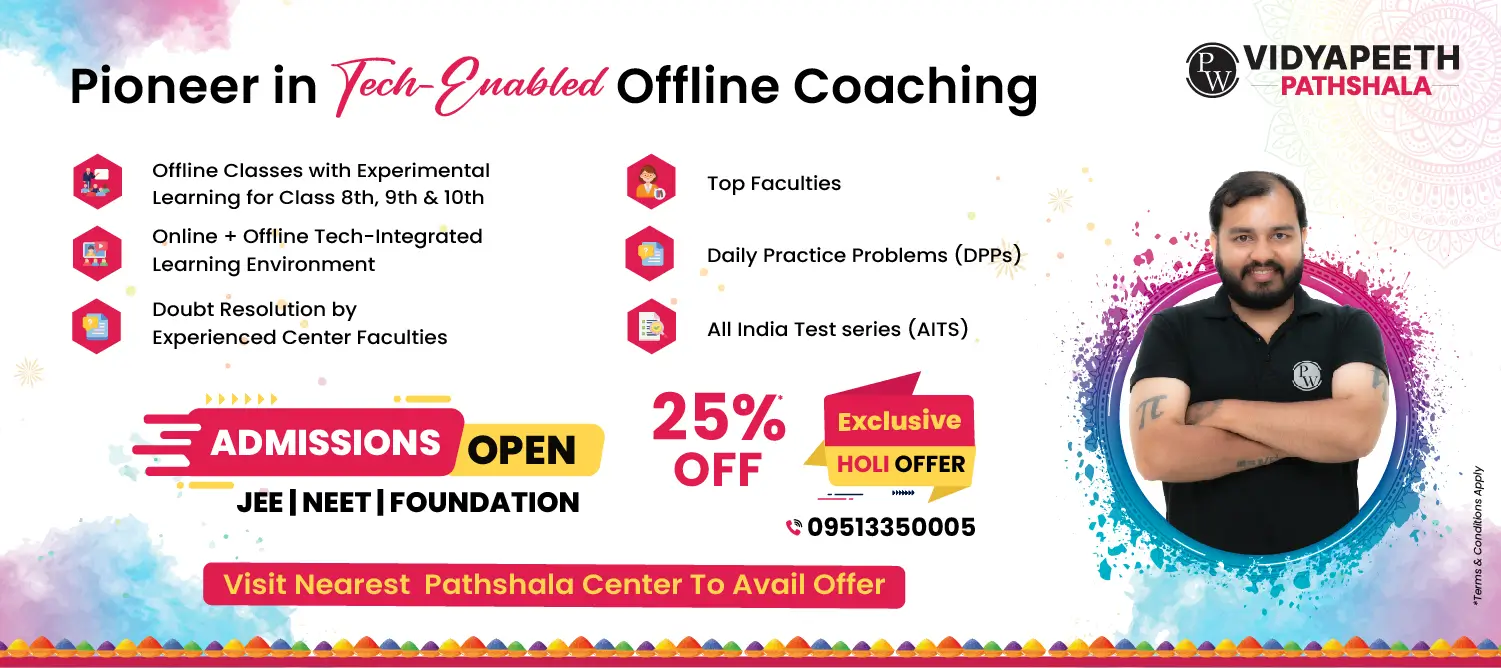 Pioneer in Tech-Enabled Offline Coaching
PW VIDYAPEETH
PATHSHALA
Offline Classes with Experimental
Learning for Class 8th, 9th & 10th
Online + Offline Tech-Integrated
Learning Environment
Doubt Resolution by
Experienced Center Faculties
Top Faculties
Daily Practice Problems (DPPs)
All India Test series (AITS)
ADMISSIONS OPEN
JEE | NEET | FOUNDATION
25%*
OFF
Exclusive
HOLI OFFER
09513350005
Visit Nearest Pathshala Center To Avail Offer
PW
π
*Terms & Conditions Apply